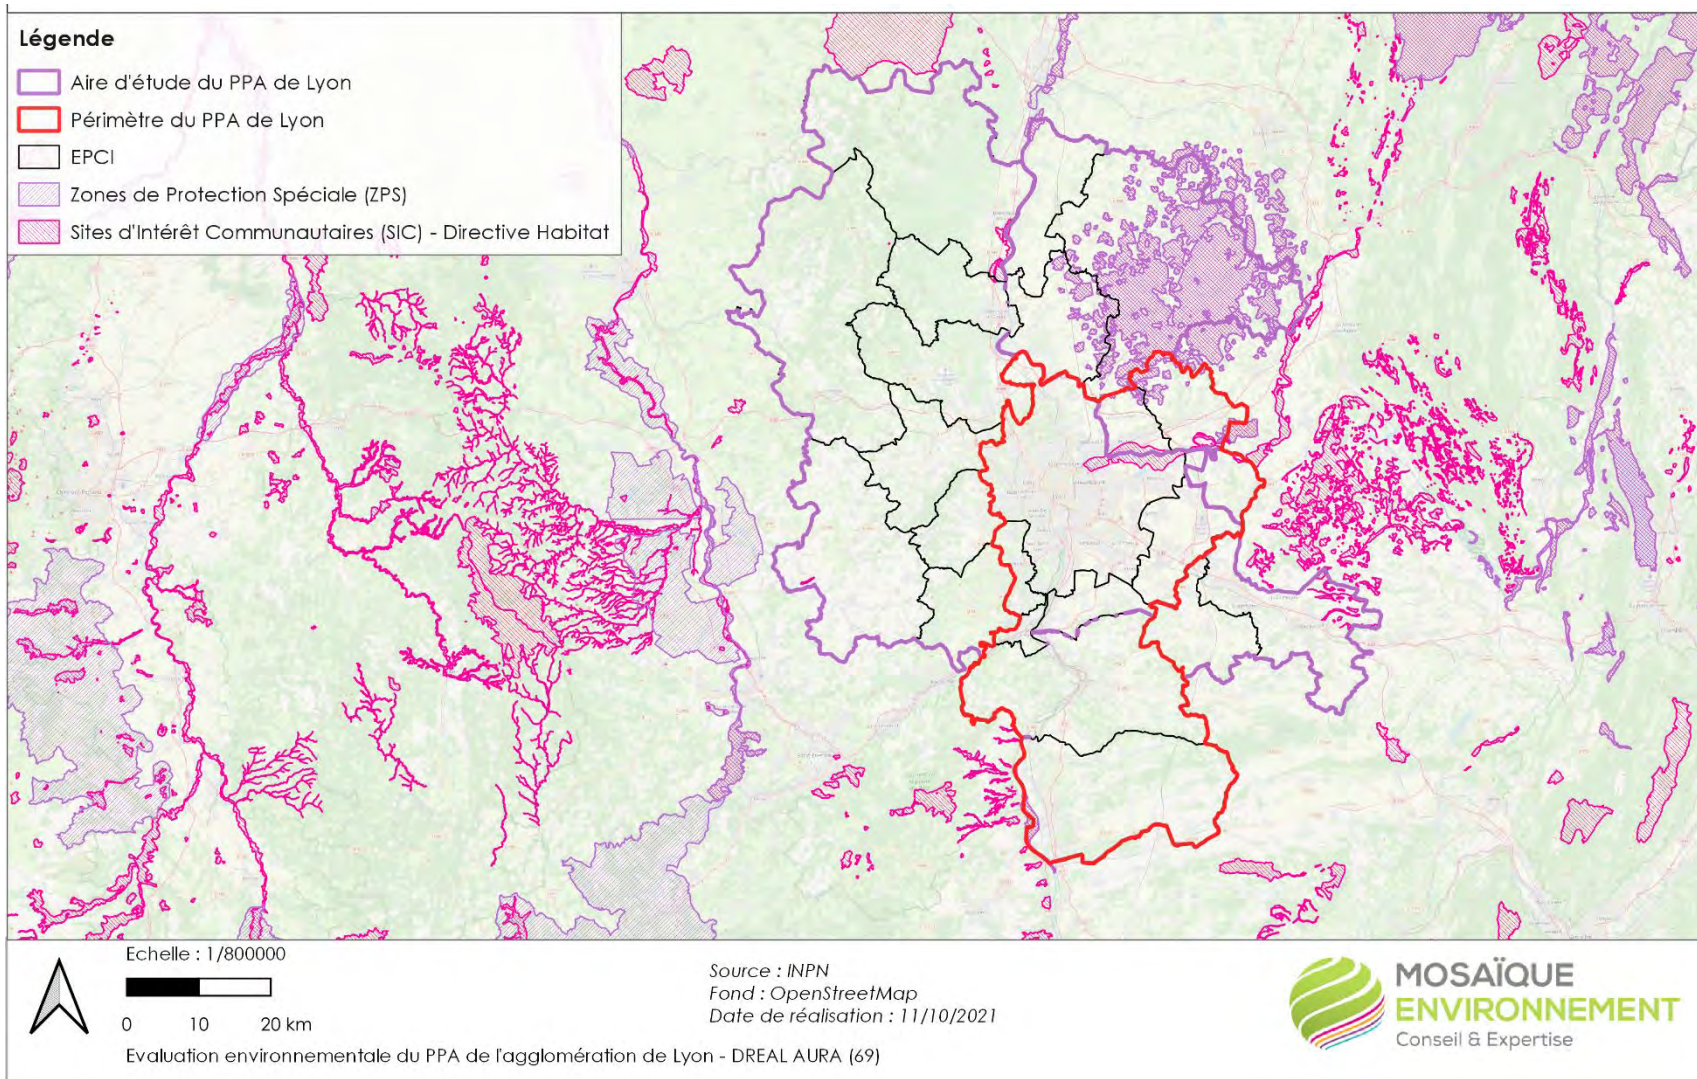 Légende
Aire d'étude du PPA de Lyon
Périmètre du PPA de Lyon
EPCI
Zones de Protection Spéciale (ZPS)
Sites d'Intérêt Communautaires (SIC) - Directive Habitat
Echelle : 1/800000
0 10 20 km
Source : INPN
Fond : OpenStreetMap
Date de réalisation : 11/10/2021
Evaluation environnementale du PPA de l'agglomération de Lyon - DREAL AURA (69)
MOSAÏQUE
ENVIRONNEMENT
Conseil & Expertise